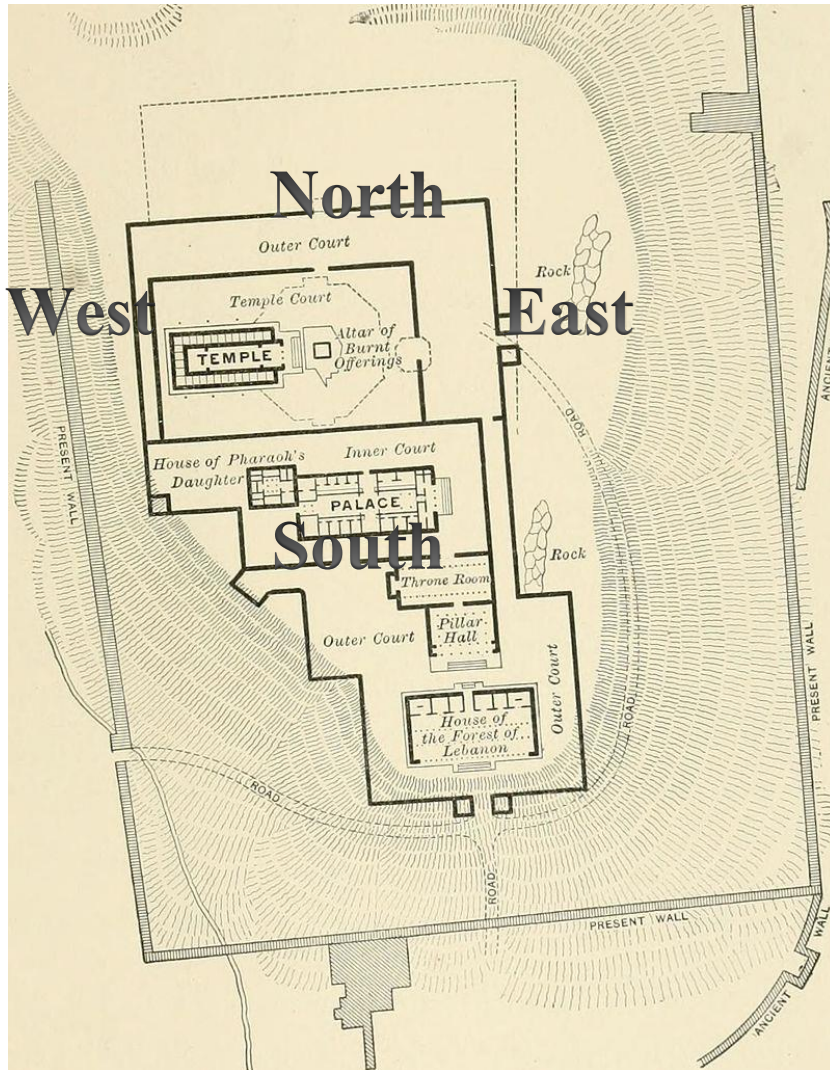 North
Outer Court
Rock
West
Temple Court
East
Altar of
Burnt
Offerings
TEMPLE
ANCIENT
ROAD
PRESENT WALL
House of Pharaoh's
Daughter
Inner Court
PALACE
South
Rock
Throne Room
Pillar
Hall
Outer Court
Outer Court
PRESENT WALL
House of
the Forest of
Lebanon
ROAD
ROAD
ROAD
PRESENT WALL
WALL
ANCIENT